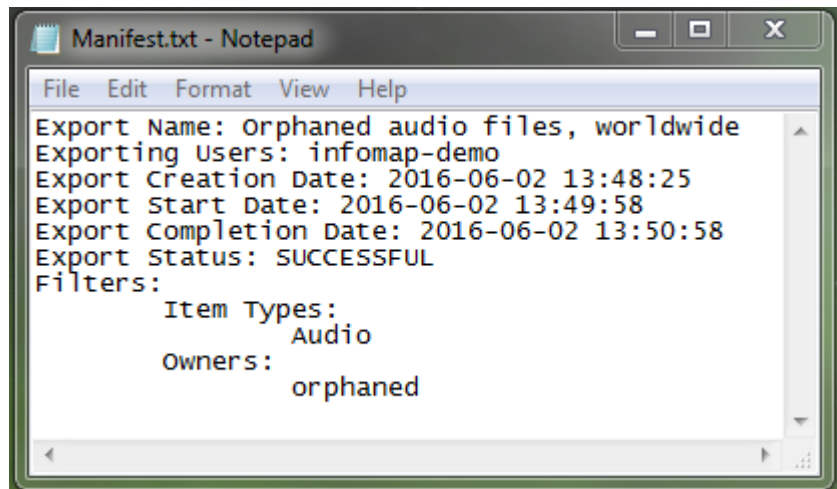 Manifest.txt - Notepad
File Edit Format View Help
Export Name: Orphaned audio files, worldwide
Exporting Users: infomap-demo
Export Creation Date: 2016-06-02 13:48:25
Export Start Date: 2016-06-02 13:49:58
Export Completion Date: 2016-06-02 13:50:58
Export Status: SUCCESSFUL
Filters:
Item Types:
Audio
Owners:
orphaned